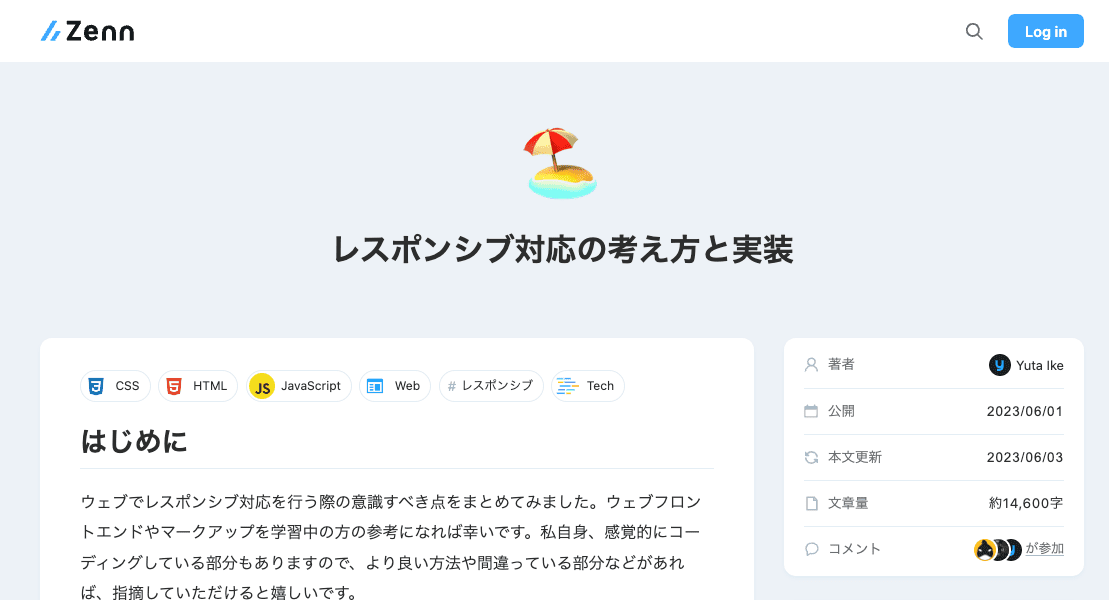 Zenn
Log in
レスポンシブ対応の考え方と実装
CSS
HTML
JS JavaScript
Web
# レスポンシブ
Tech
はじめに
ウェブでレスポンシブ対応を行う際の意識すべき点をまとめてみました。ウェブフロン
トエンドやマークアップを学習中の方の参考になれば幸いです。私自身、感覚的にコー
ディングしている部分もありますので、より良い方法や間違っている部分などがあれ
ば、指摘していただけると嬉しいです。
著者 Yuta Ike
公開 2023/06/01
本文更新 2023/06/03
文章量 約14,600字
コメント が参加